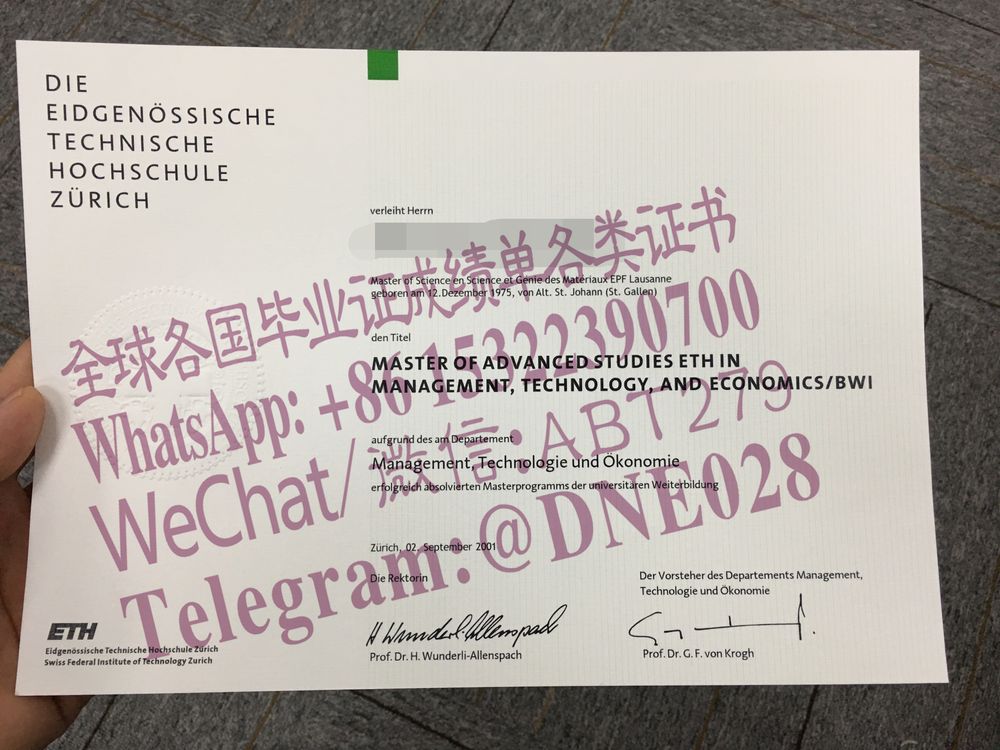 DIE
EIDGENÖSSISCHE
TECHNISCHE
HOCHSCHULE
ZÜRICH
verleiht Herrn
Master of Science en Science et Génie des Matériaux EPF Lausanne
geboren am 12.Dezember 1975, von Alt. St. Johann (St. Gallen)
den Titel
MASTER OF ADVANCED STUDIES ETH IN
MANAGEMENT, TECHNOLOGY, AND ECONOMICS/BWI
aufgrund des am Departement
Management, Technologie und Ökonomie
erfolgreich absolvierten Masterprogramms der universitären Weiterbildung
Zürich, 02. September 2001
Die Rektorin
Der Vorsteher des Departements Management,
Technologie und Ökonomie
H Wunderli-Allenspach
Prof. Dr. H. Wunderli-Allenspach
Prof. Dr. G. F. von Krogh
ETH
Eidgenössische Technische Hochschule Zürich
Swiss Federal Institute of Technology Zurich
全球各国毕业证成绩单各类证书
WhatsApp: +86 15322390700
WeChat/微信:ABT279
Telegram:@DNE028